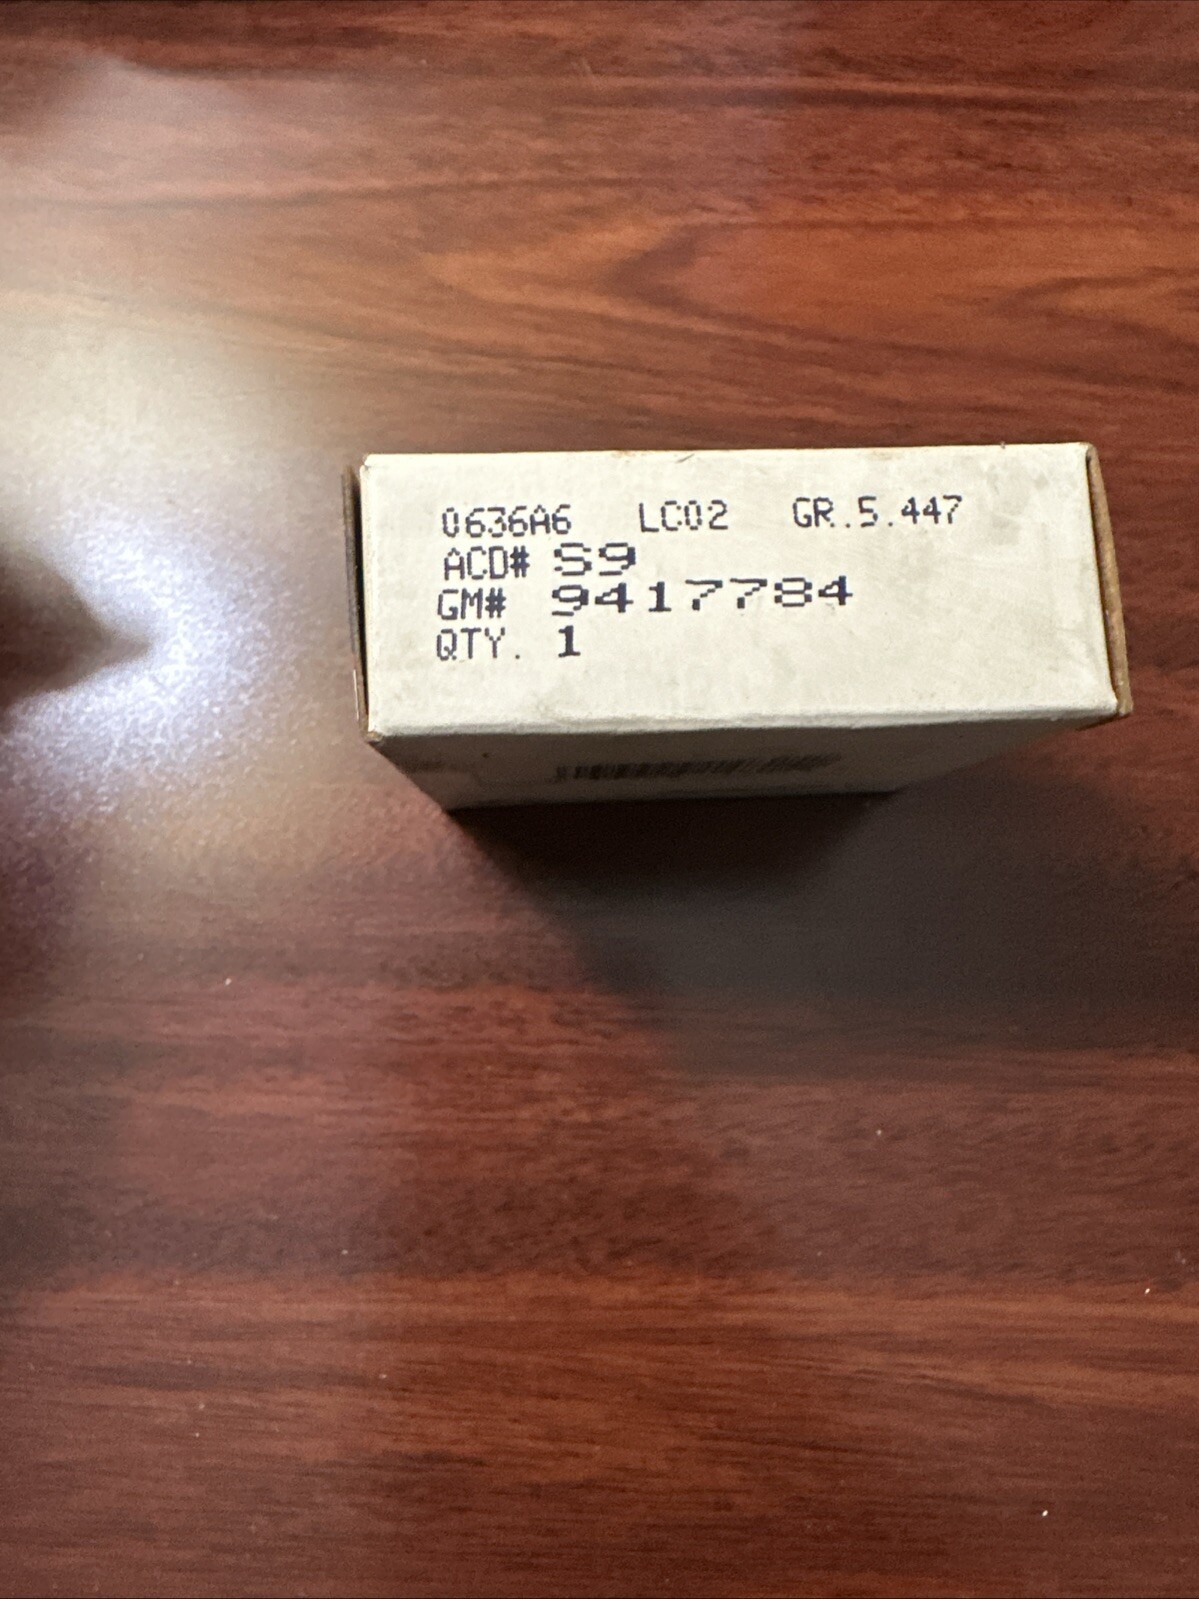 0636A6 LC02 GR.5.447
ACD# S9
GM# 9417784
QTY. 1